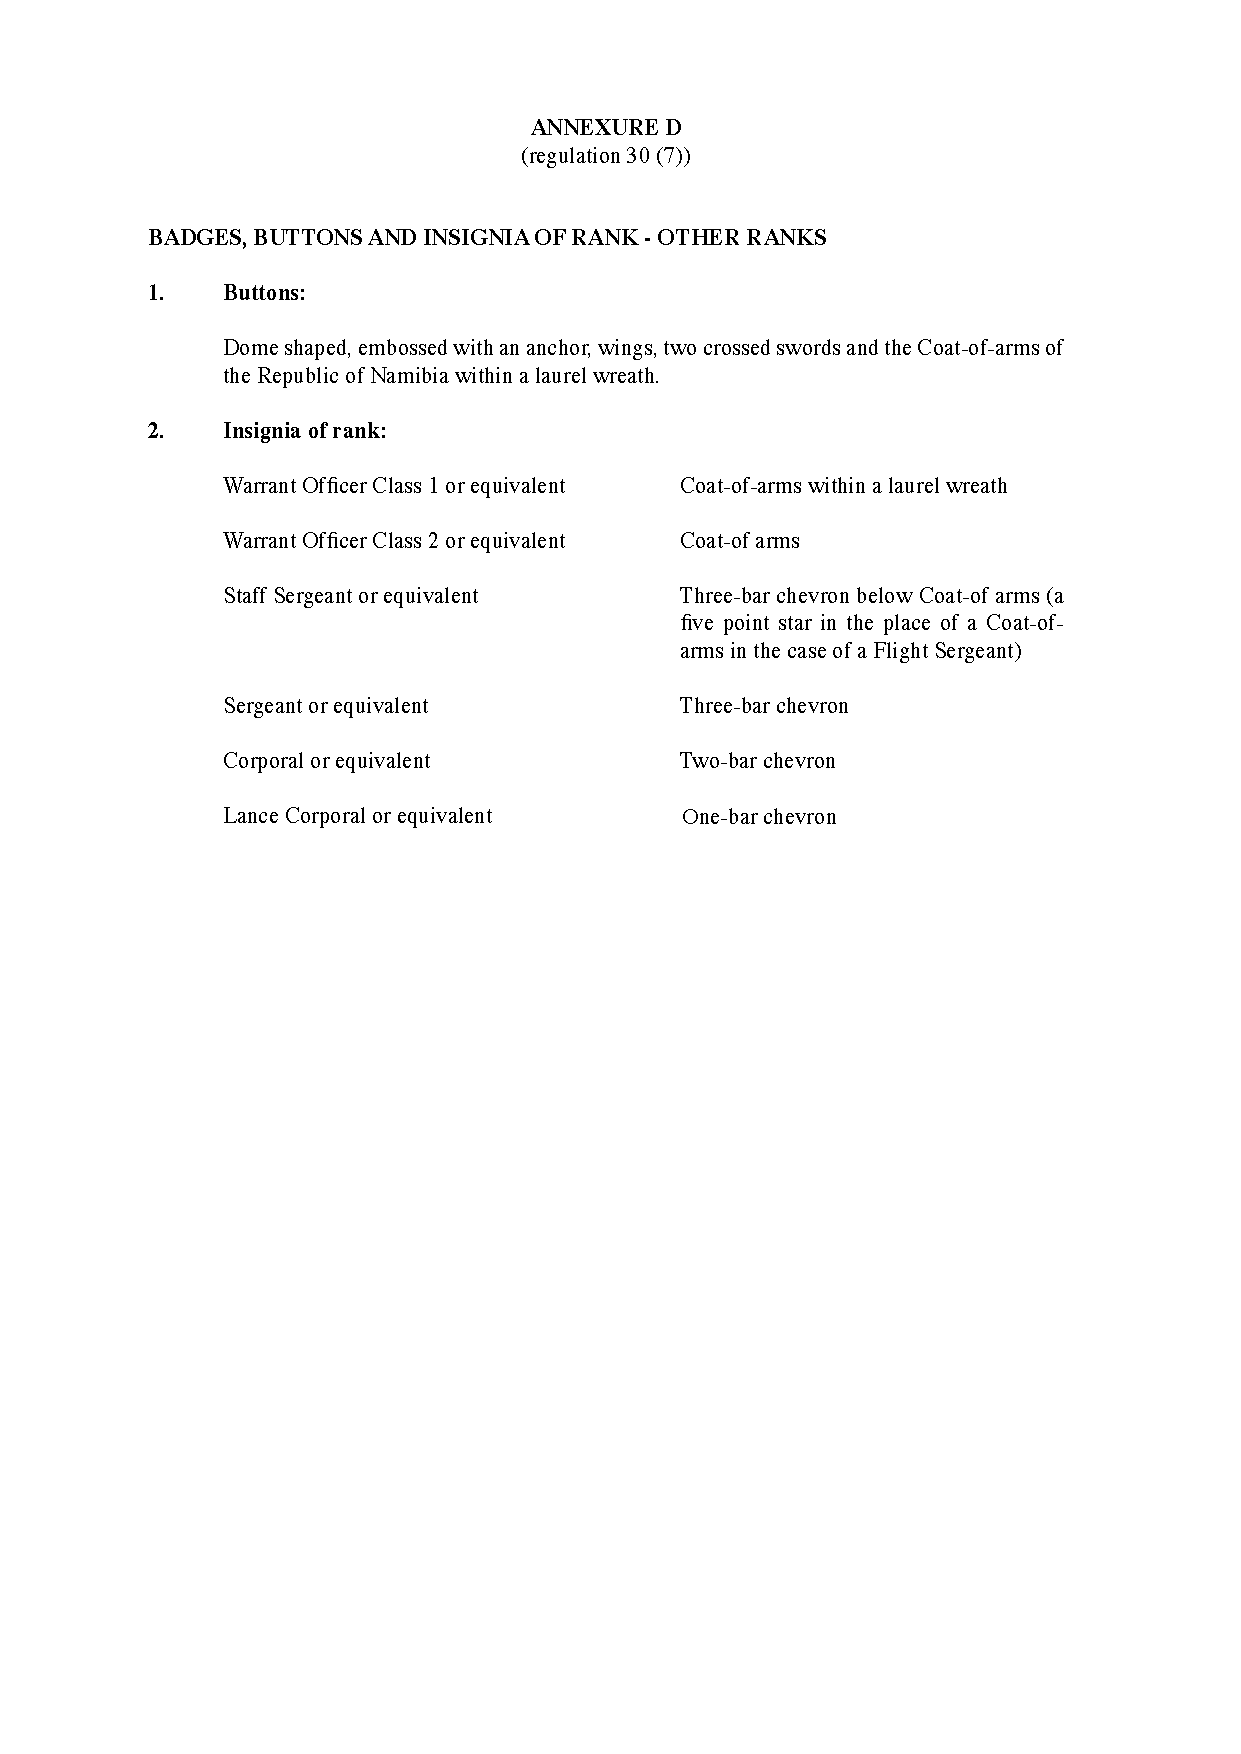 ANNEXURE D
(regulation 30 (7))
BADGES, BUTTONS AND INSIGNIA OF RANK - OTHER RANKS
1. Buttons:
Dome shaped, embossed with an anchor, wings, two crossed swords and the Coat-of-arms of
the Republic of Namibia within a laurel wreath.
2. Insignia of rank:
Warrant Officer Class 1 or equivalent Coat-of-arms within a laurel wreath
Warrant Officer Class 2 or equivalent Coat-of arms
Staff Sergeant or equivalent Three-bar chevron below Coat-of arms (a
five point star in the place of a Coat-of-
arms in the case of a Flight Sergeant)
Sergeant or equivalent Three-bar chevron
Corporal or equivalent Two-bar chevron
Lance Corporal or equivalent One-bar chevron